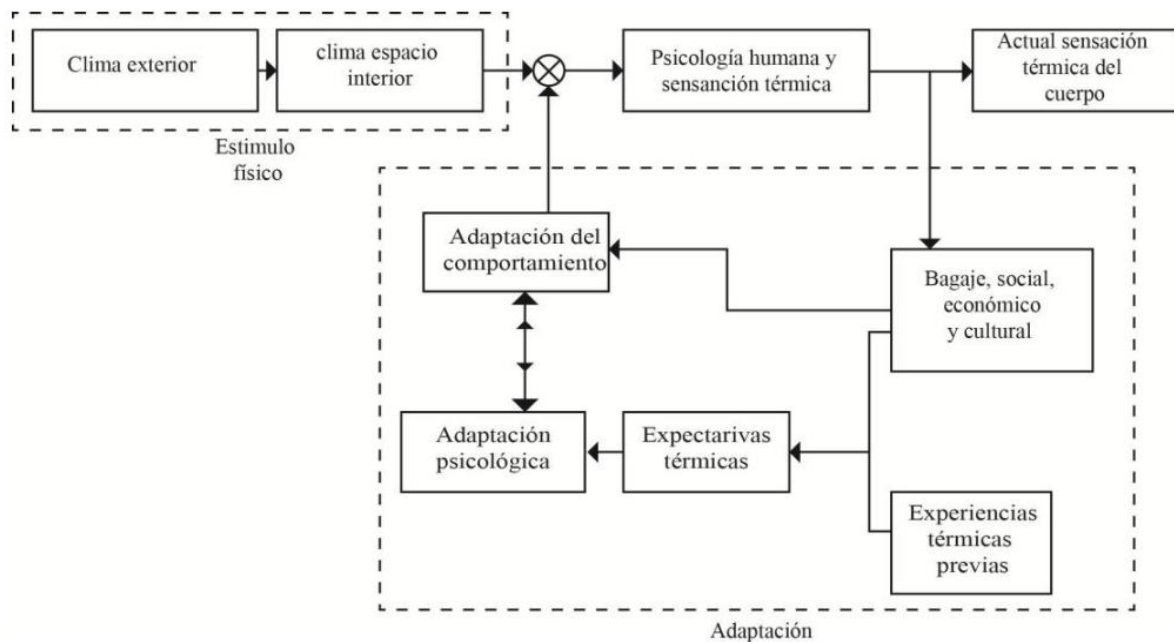 Clima exterior
clima espacio
interior
Psicología humana y
sensanción térmica
Actual sensación
térmica del
cuerpo
Estimulo
físico
Adaptación del
comportamiento
Bagaje, social,
económico
y cultural
Adaptación
psicológica
Expectarivas
térmicas
Experiencias
térmicas
previas
Adaptación